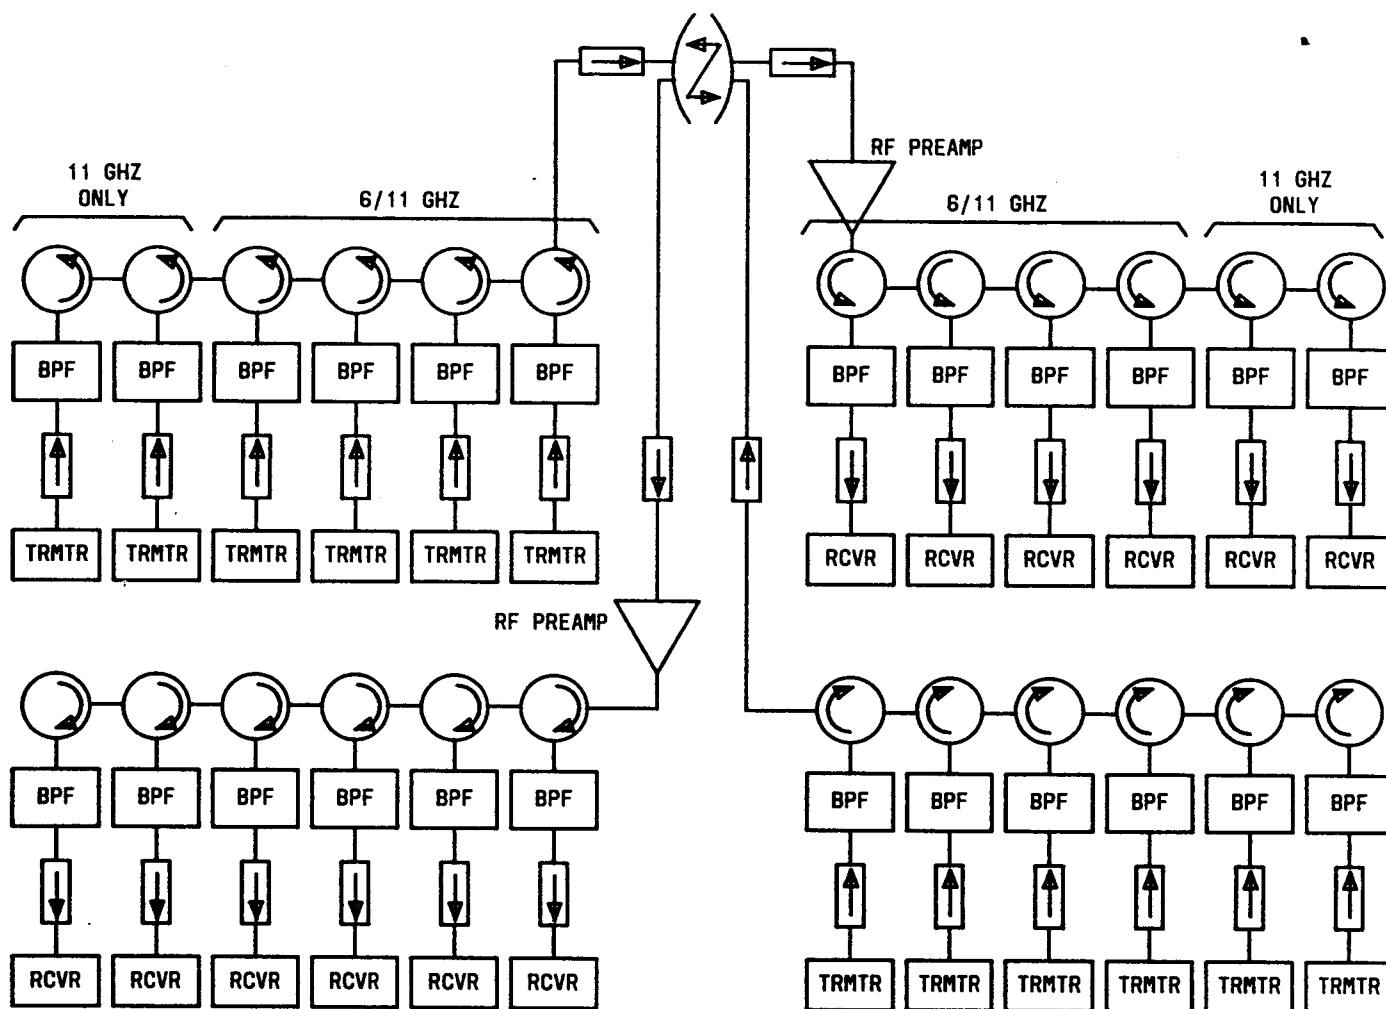 RF PREAMP
11 GHZ
ONLY
6/11 GHZ
6/11 GHZ
11 GHZ
ONLY
BPF BPF BPF BPF BPF BPF
BPF BPF BPF BPF BPF BPF
TRMTR TRMTR TRMTR TRMTR TRMTR TRMTR
RCVR RCVR RCVR RCVR RCVR RCVR
RF PREAMP
BPF BPF BPF BPF BPF BPF
BPF BPF BPF BPF BPF BPF
RCVR RCVR RCVR RCVR RCVR RCVR
TRMTR TRMTR TRMTR TRMTR TRMTR TRMTR